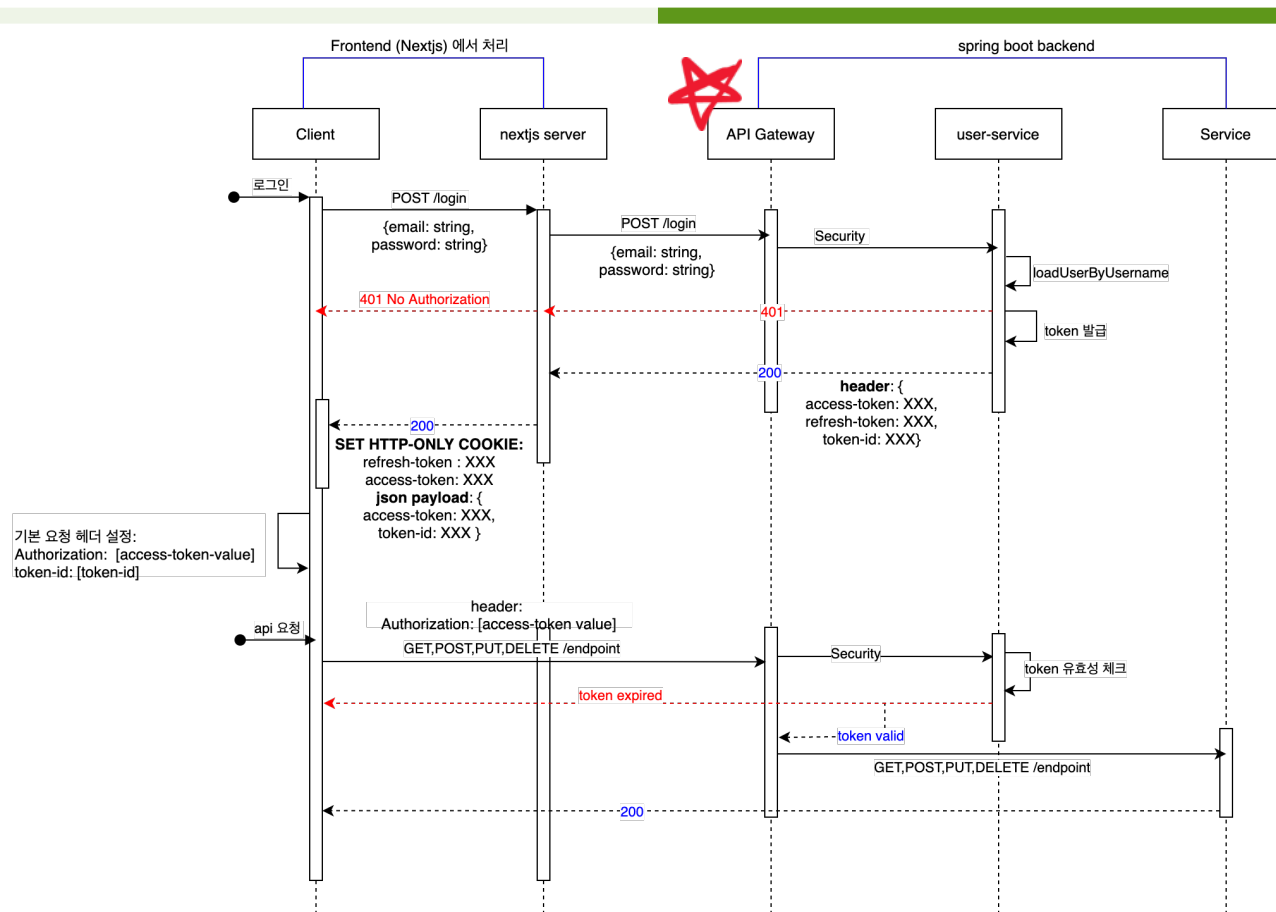 Frontend (Nextjs) 에서 처리
spring boot backend
Client
nextjs server
API Gateway
user-service
Service
로그인
POST /login
{email: string,
password: string}
POST /login
{email: string,
password: string}
Security
loadUserByUsername
401 No Authorization
401
token 발급
200
header: {
access-token: XXX,
refresh-token: XXX,
token-id: XXX}
200
SET HTTP-ONLY COOKIE:
refresh-token : XXX
access-token: XXX
json payload: {
access-token: XXX,
token-id: XXX }
기본 요청 헤더 설정:
Authorization: [access-token-value]
token-id: [token-id]
header:
Authorization: [access-token value]
api 요청
GET,POST,PUT,DELETE /endpoint
Security
token 유효성 체크
token expired
token valid
GET,POST,PUT,DELETE /endpoint
200